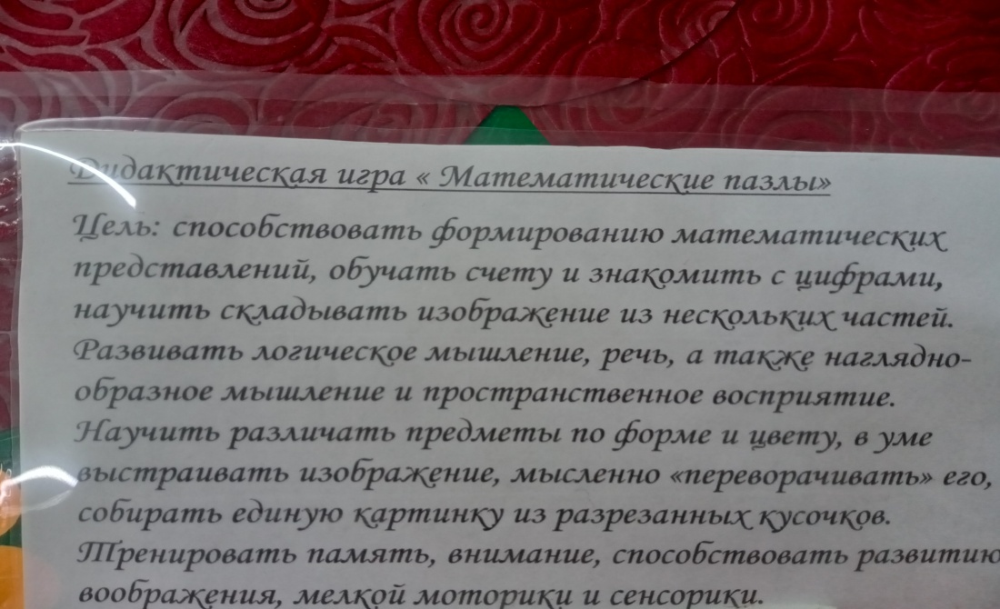 Дидактическая игра « Математические пазлы»
Цель: способствовать формированию математических
представлений, обучать счету и знакомить с цифрами,
научить складывать изображение из нескольких частей.
Развивать логическое мышление, речь, а также наглядно-
образное мышление и пространственное восприятие.
Научить различать предметы по форме и цвету, в уме
выстраивать изображение, мысленно «переворачивать» его,
собирать единую картинку из разрезанных кусочков.
Тренировать память, внимание, способствовать развитию
воображения, мелкой моторики и сенсорики.